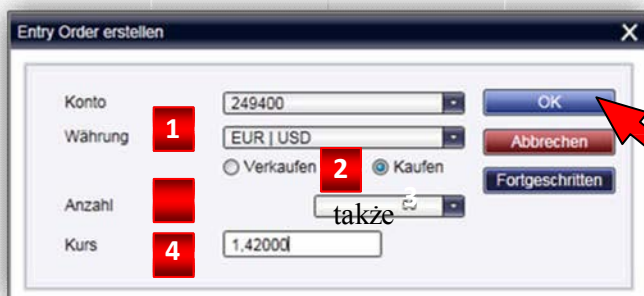 Entry Order erstellen X
Konto 249400 OK
Währung 1 EUR | USD Abbrechen
Verkaufen 2 Kaufen Fortgeschritten
Anzahl także
Kurs 4 1,42000